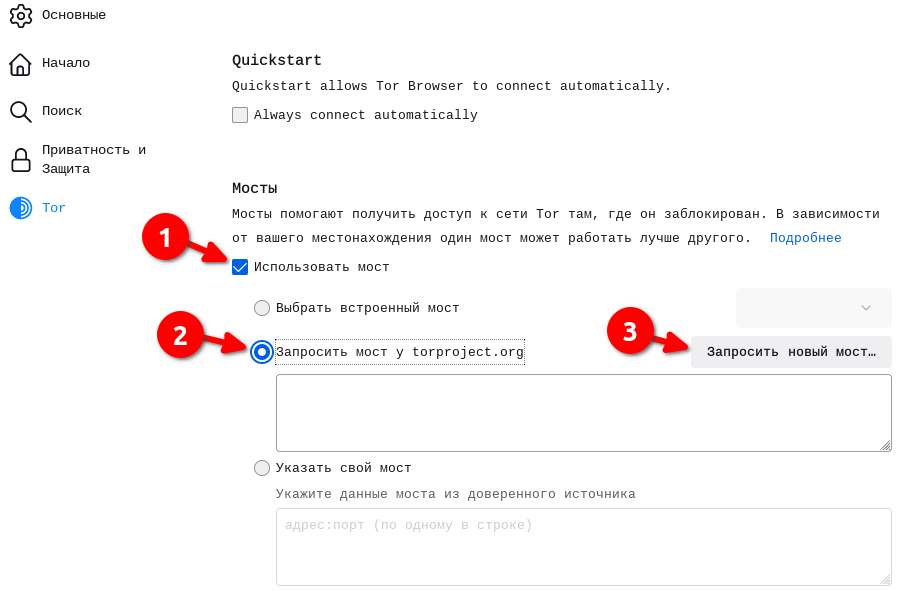 Основные
Начало
Поиск
Приватность и
Защита
Tor
Quickstart
Quickstart allows Tor Browser to connect automatically.
Always connect automatically
Мосты
Мосты помогают получить доступ к сети Tor там, где он заблокирован. В зависимости
от вашего местонахождения один мост может работать лучше другого. Подробнее
1
Использовать мост
Выбрать встроенный мост
2
Запросить мост у torproject.org
3
Запросить новый мост…
Указать свой мост
Укажите данные моста из доверенного источника
адрес:порт (по одному в строке)